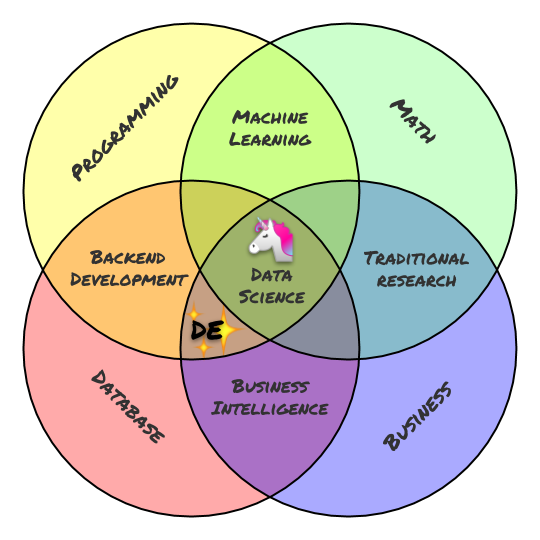 Programming
Math
Machine
Learning
Backend
Development
Data
Science
Traditional
research
DE
Business
Intelligence
Database
Business